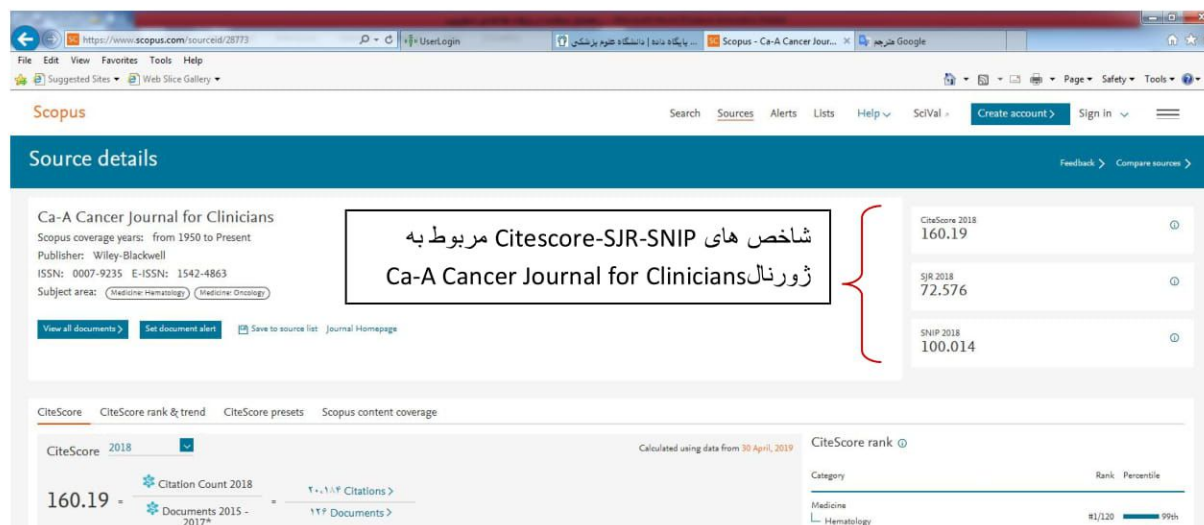 https://www.scopus.com/sourceid/28773
UserLogin
پایگاه داده | دانشگاه علوم پزشکی ...
Scopus - Ca-A Cancer Jour...
مترجم Google
File Edit View Favorites Tools Help
Suggested Sites Web Slice Gallery
Page Safety Tools
Scopus
Search Sources Alerts Lists Help SciVal Create account > Sign in
Source details
Feedback > Compare sources >
Ca-A Cancer Journal for Clinicians
Scopus coverage years: from 1950 to Present
Publisher: Wiley-Blackwell
ISSN: 0007-9235 E-ISSN: 1542-4863
Subject area: Medicine: Hematology Medicine: Oncology
View all documents > Set document alert Save to source list Journal Homepage
شاخص های Citescore-SJR-SNIP مربوط به
ژورنالCa-A Cancer Journal for Clinicians
CiteScore 2018
160.19
SJR 2018
72.576
SNIP 2018
100.014
CiteScore CiteScore rank & trend CiteScore presets Scopus content coverage
CiteScore 2018
Calculated using data from 30 April, 2019
160.19 = Citation Count 2018 = ۲۰,۱۸۴ Citations >
Documents 2015 - 2017* ۱۲۶ Documents >
CiteScore rank
Category Rank Percentile
Medicine
Hematology #1/120 99th